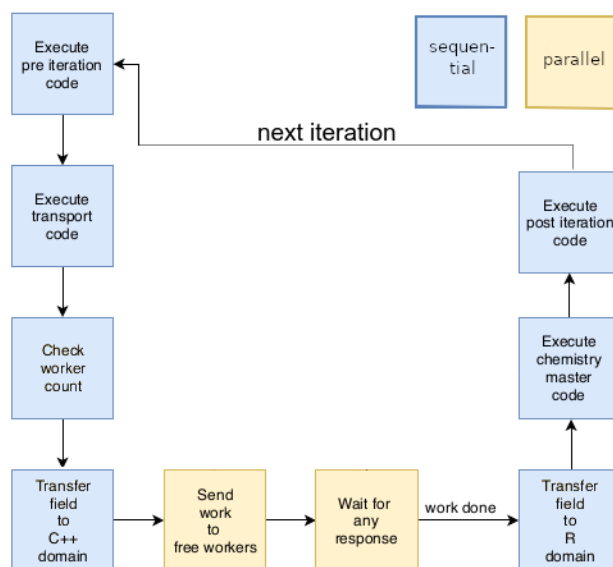 Execute
pre iteration
code
sequen-
tial
parallel
next iteration
Execute
transport
code
Execute
post iteration
code
Check
worker
count
Execute
chemistry
master
code
Transfer
field
to
C++
domain
Send
work
to
free workers
Wait for
any
response
work done
Transfer
field to
R
domain